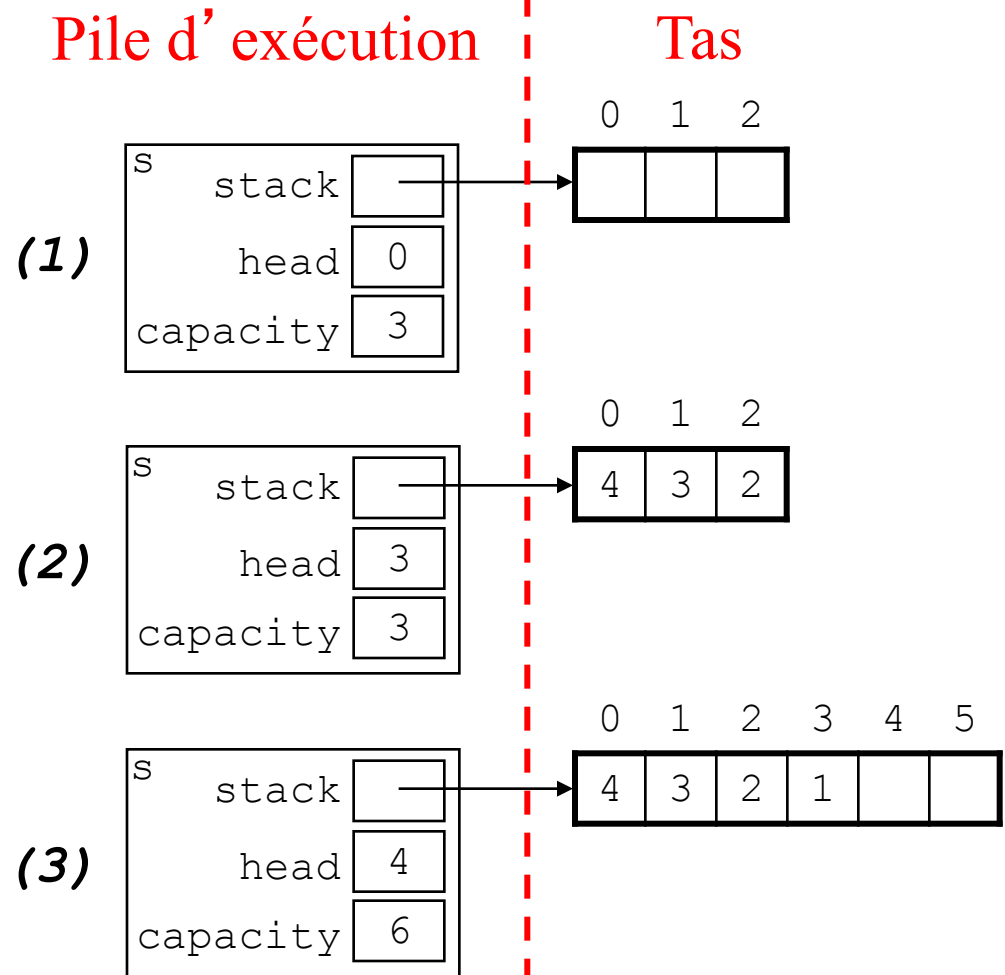 Pile d’ exécution Tas
0 1 2
s
stack
(1) head 0
capacity 3
0 1 2
s
stack 4 3 2
(2) head 3
capacity 3
0 1 2 3 4 5
s
stack 4 3 2 1
(3) head 4
capacity 6